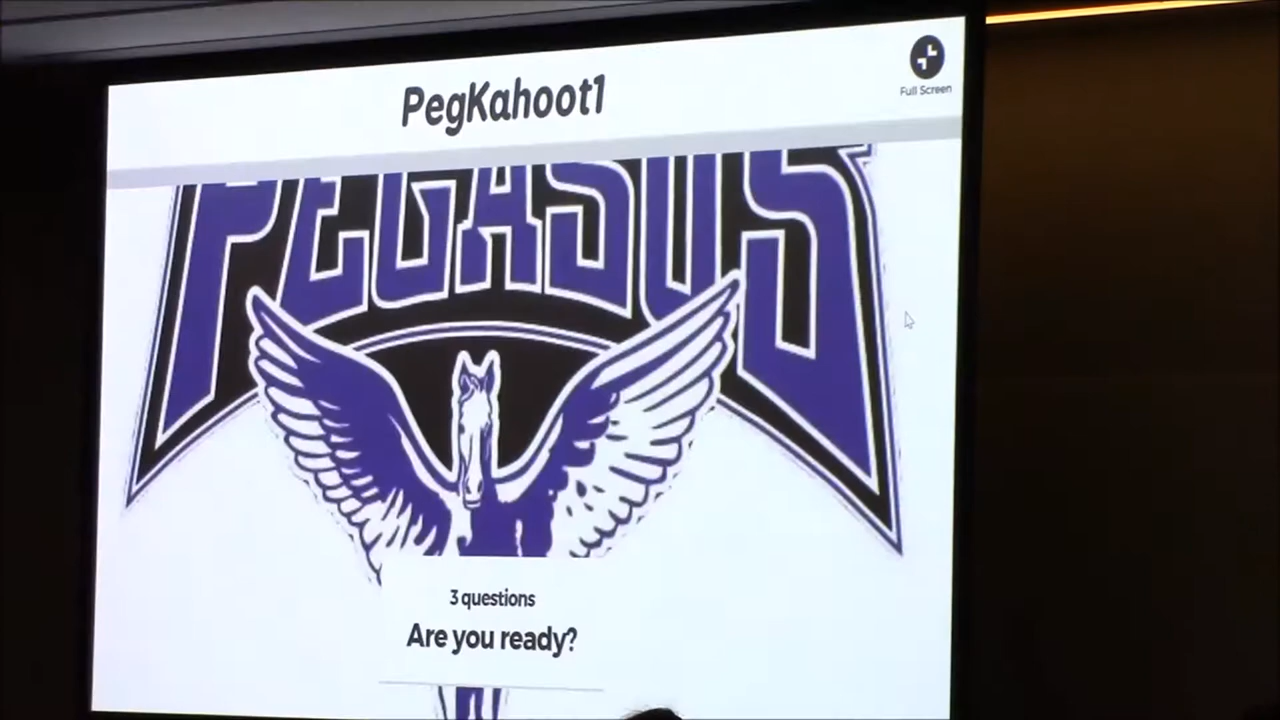 PegKahoot1
Full Screen
PEGASUS
3 questions
Are you ready?